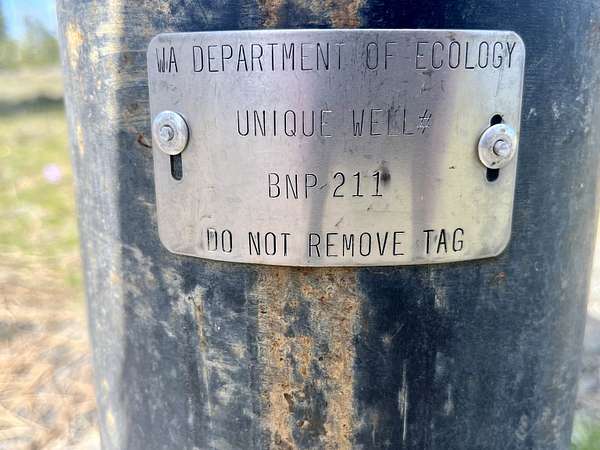 WA DEPARTMENT OF ECOLOGY
UNIQUE WELL#
BNP 211
DO NOT REMOVE TAG